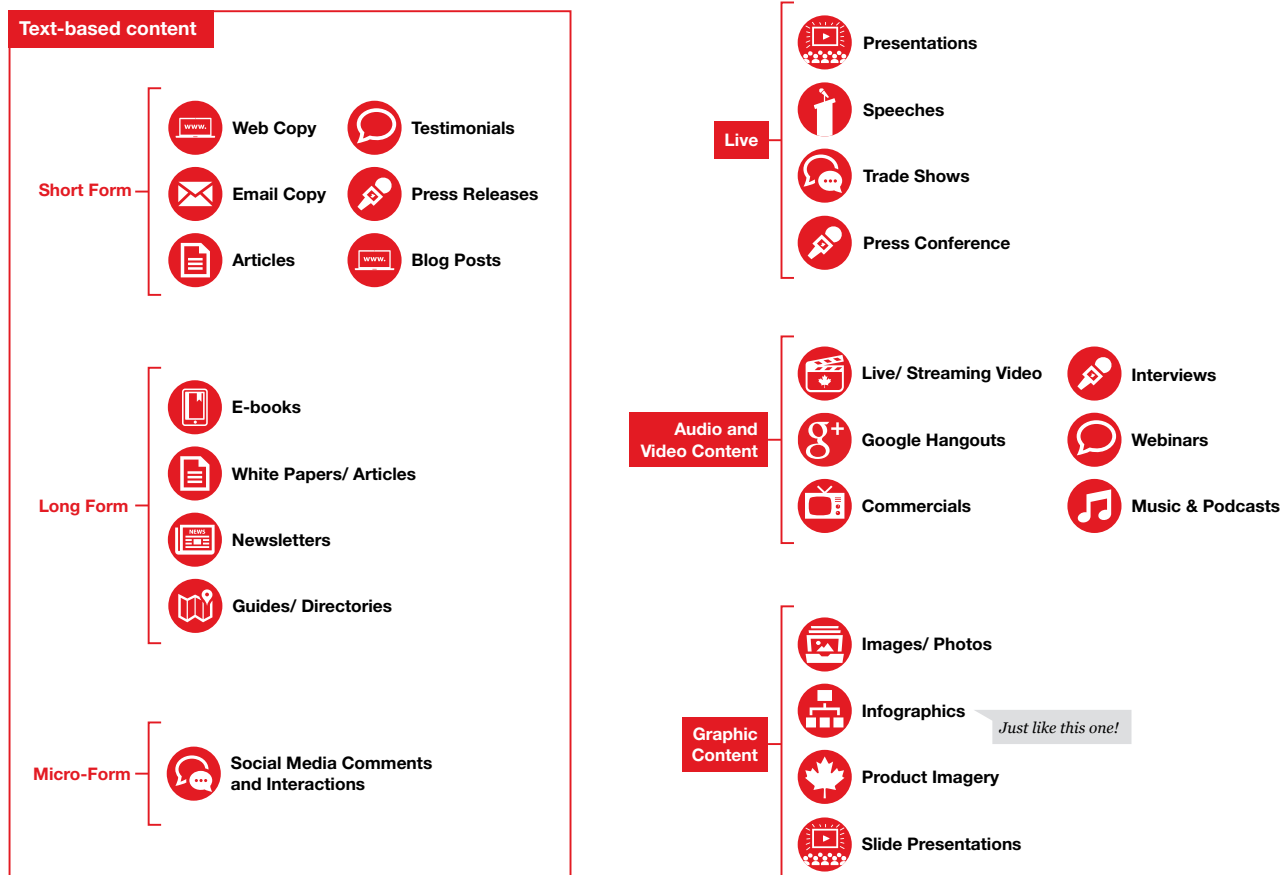 Text-based content
Short Form
www.
Web Copy
Testimonials
Email Copy
Press Releases
Articles
www.
Blog Posts
Long Form
E-books
White Papers/ Articles
NEWS
Newsletters
Guides/ Directories
Micro-Form
Social Media Comments
and Interactions
Live
Presentations
Speeches
Trade Shows
Press Conference
Audio and
Video Content
Live/ Streaming Video
Interviews
g+
Google Hangouts
Webinars
Commercials
Music & Podcasts
Graphic
Content
Images/ Photos
Infographics
Just like this one!
Product Imagery
Slide Presentations